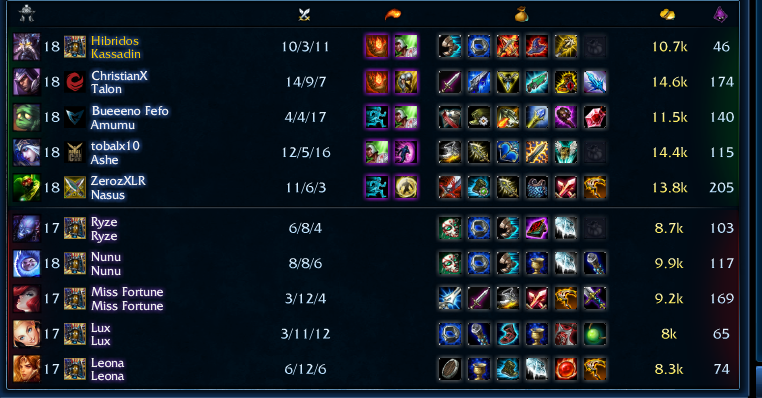 18 Hibridos 10/3/11 10.7k 46
Kassadin
18 ChristianX 14/9/7 14.6k 174
Talon
18 Bueeeno Fefo 4/4/17 11.5k 140
Amumu
18 tobalx10 12/5/16 14.4k 115
Ashe
18 ZerozXLR 11/6/3 13.8k 205
Nasus
17 Ryze 6/8/4 8.7k 103
Ryze
18 Nunu 8/8/6 9.9k 117
Nunu
17 Miss Fortune 3/12/4 9.2k 169
Miss Fortune
17 Lux 3/11/12 8k 65
Lux
17 Leona 6/12/6 8.3k 74
Leona